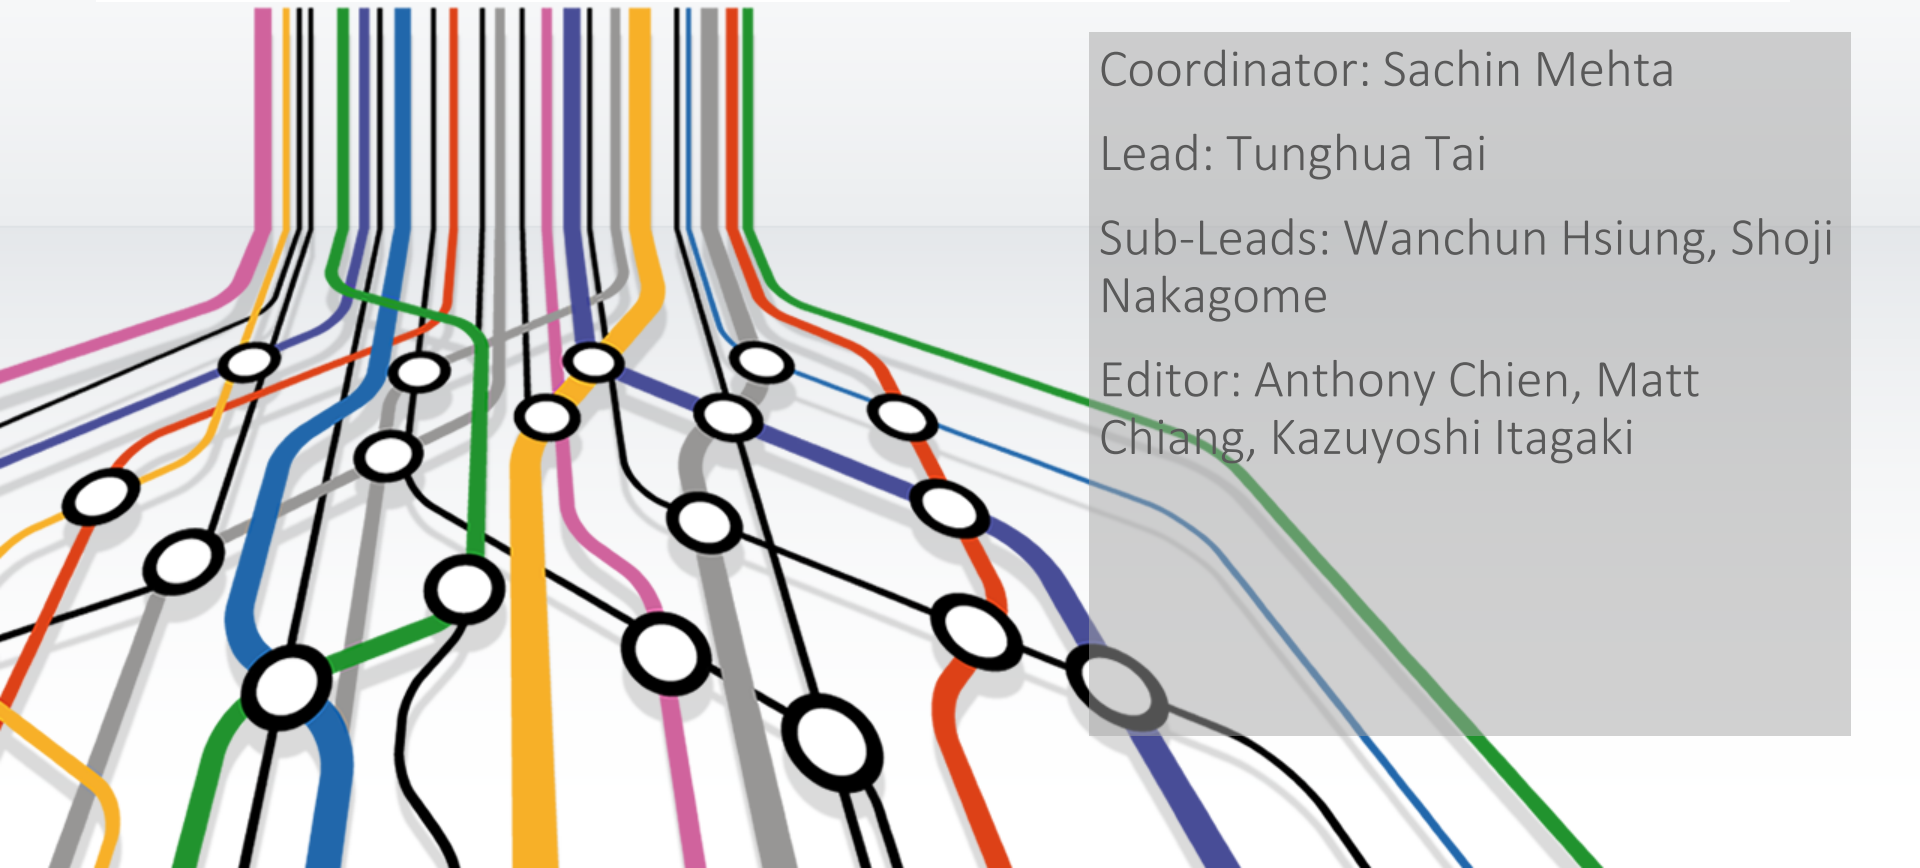 Coordinator: Sachin Mehta
Lead: Tunghua Tai
Sub-Leads: Wanchun Hsiung, Shoji
Nakagome
Editor: Anthony Chien, Matt
Chiang, Kazuyoshi Itagaki